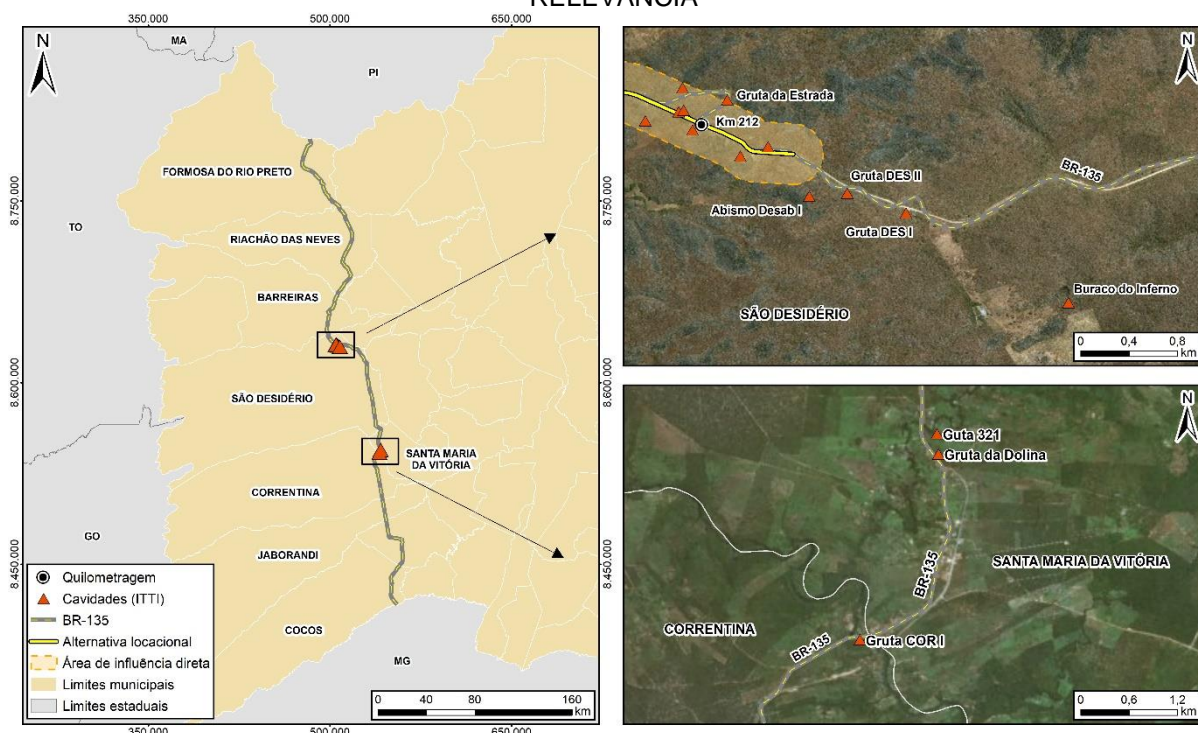 RELEVÂNCIA
350.000
500.000
650.000
N
MA
PI
8.750.000
8.750.000
FORMOSA DO RIO PRETO
TO
RIACHÃO DAS NEVES
BARREIRAS
8.600.000
8.600.000
SÃO DESIDÉRIO
SANTA MARIA
DA VITÓRIA
CORRENTINA
GO
JABORANDI
8.450.000
8.450.000
COCOS
MG
Quilometragem
Cavidades (ITTI)
BR-135
Alternativa locacional
Área de influência direta
Limites municipais
Limites estaduais
0 40 80 160
km
350.000
500.000
650.000
N
Gruta da Estrada
Km 212
Gruta DES II
BR-135
Abismo Desab I
Gruta DES I
Buraco do Inferno
SÃO DESIDÉRIO
0 0,4 0,8
km
N
Guta 321
Gruta da Dolina
BR-135
SANTA MARIA DA VITÓRIA
CORRENTINA
BR-135
Gruta COR I
0 0,6 1,2
km